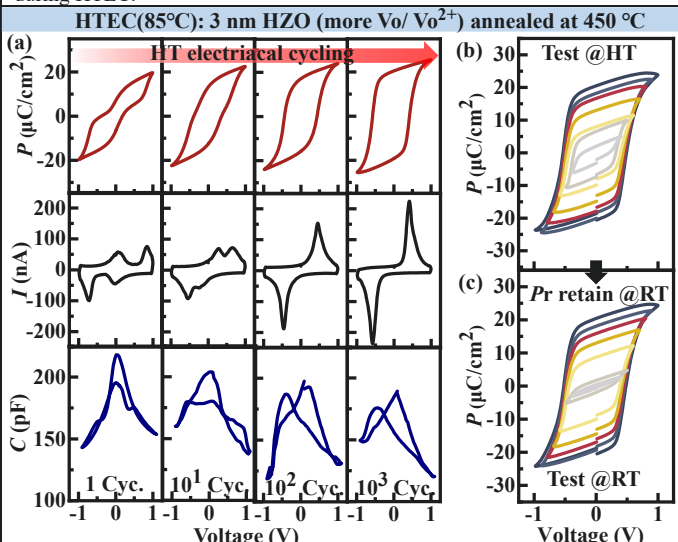 during HTEC.
HTEC(85℃): 3 nm HZO (more Vo/ Vo²⁺) annealed at 450 ℃
(a)
HT electriacal cycling
P (μC/cm²)
20
0
-20
I (nA)
200
100
0
-100
-200
C (pF)
200
150
100
1 Cyc.
10¹ Cyc.
10² Cyc
10³ Cyc
-1 0 1
-1 0 1
-1 0 1
-1 0 1
Voltage (V)
(b)
Test @HT
P (μC/cm²)
30
20
10
0
-10
-20
-30
(c)
Pr retain @RT
P (μC/cm²)
30
20
10
0
-10
-20
-30
Test @RT
-1 0 1
Voltage (V)